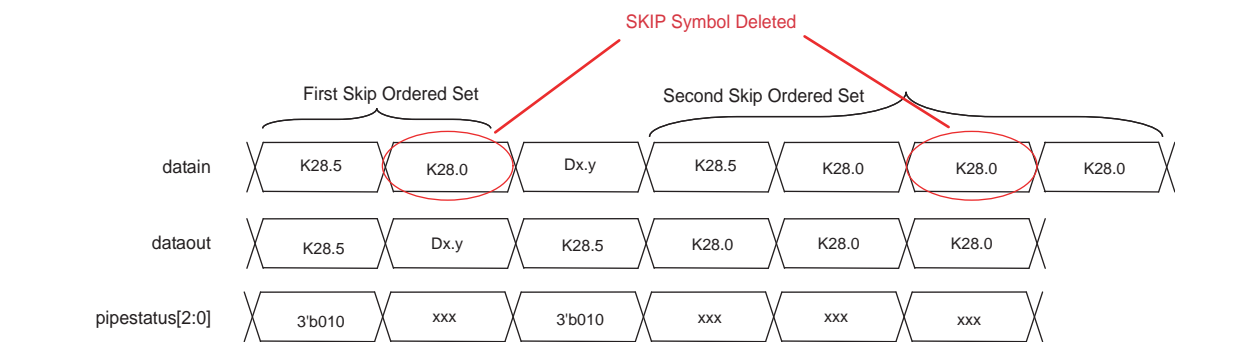 SKIP Symbol Deleted
First Skip Ordered Set Second Skip Ordered Set
datain K28.5 K28.0 Dx.y K28.5 K28.0 K28.0 K28.0
dataout K28.5 Dx.y K28.5 K28.0 K28.0 K28.0
pipestatus[2:0] 3'b010 xxx 3'b010 xxx xxx xxx